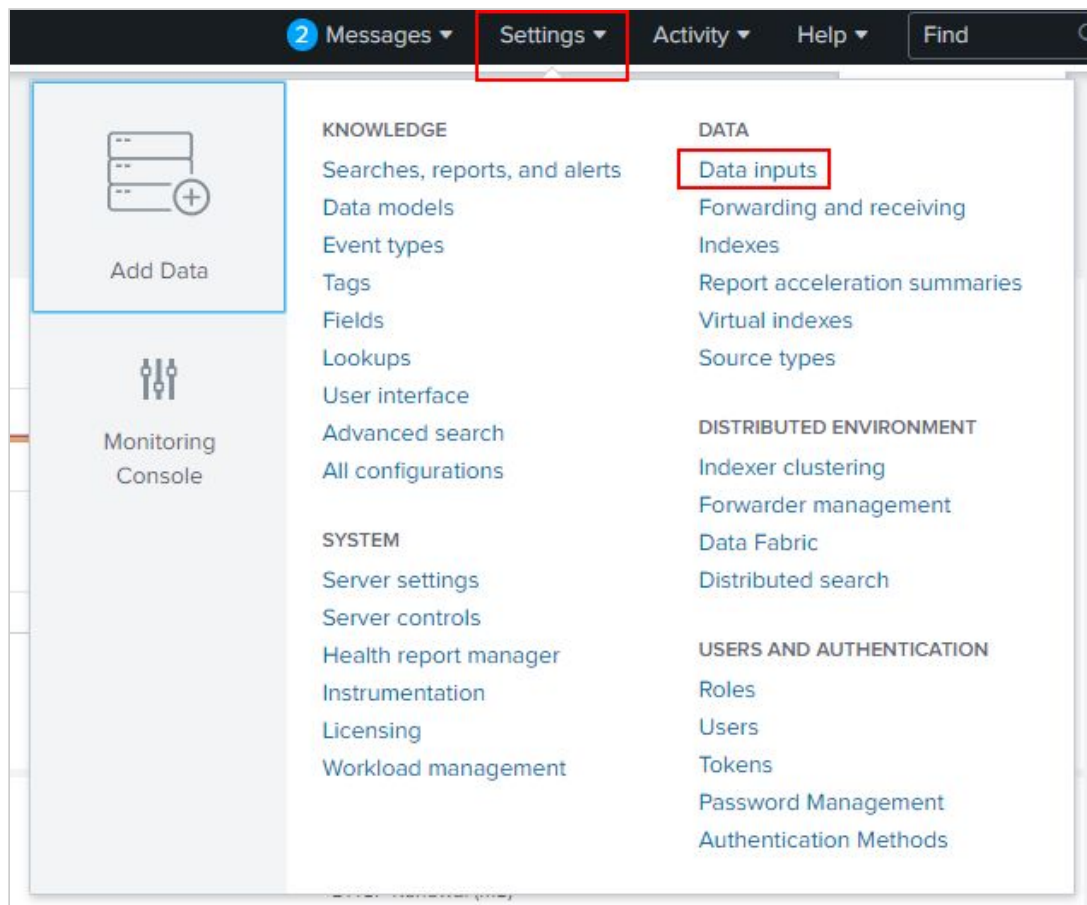 2 Messages Settings Activity Help Find
Add Data
Monitoring
Console
KNOWLEDGE
Searches, reports, and alerts
Data models
Event types
Tags
Fields
Lookups
User interface
Advanced search
All configurations
SYSTEM
Server settings
Server controls
Health report manager
Instrumentation
Licensing
Workload management
DATA
Data inputs
Forwarding and receiving
Indexes
Report acceleration summaries
Virtual indexes
Source types
DISTRIBUTED ENVIRONMENT
Indexer clustering
Forwarder management
Data Fabric
Distributed search
USERS AND AUTHENTICATION
Roles
Users
Tokens
Password Management
Authentication Methods